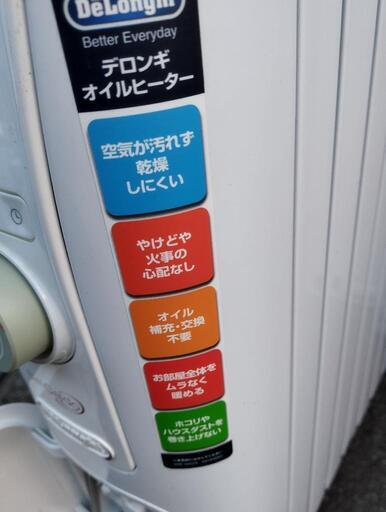 DeLonghi
Better Everyday
デロンギ
オイルヒーター
空気が汚れず
乾燥
しにくい
やけどや
火事の
心配なし
オイル
補充・交換
不要
お部屋全体を
ムラなく
暖める
ホコリや
ハウスダストを
巻き上げない